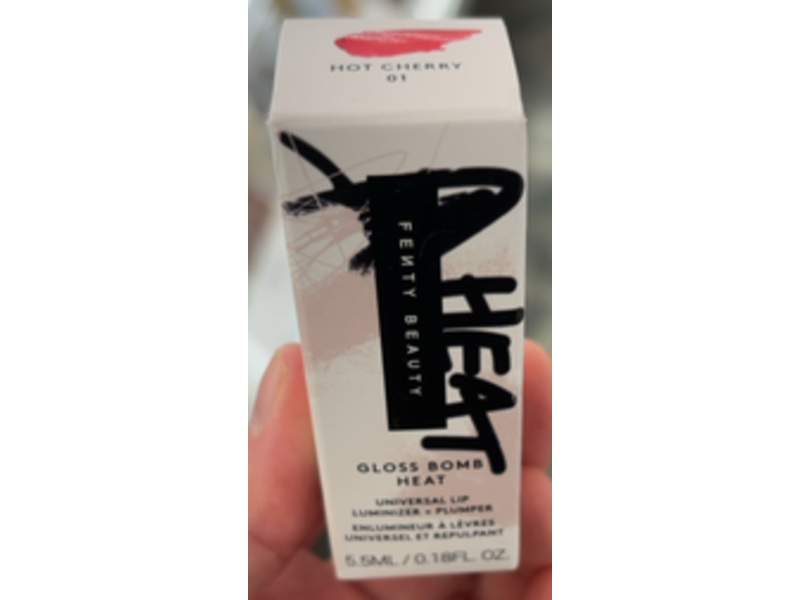 HOT CHERRY
01
FEИTY BEAUTY
HEAT
GLOSS BOMB
HEAT
UNIVERSAL LIP
LUMINIZER + PLUMPER
ENLUMINEUR À LÈVRES
UNIVERSEL ET REPULPANT
5.5ML / 0.18FL. OZ.